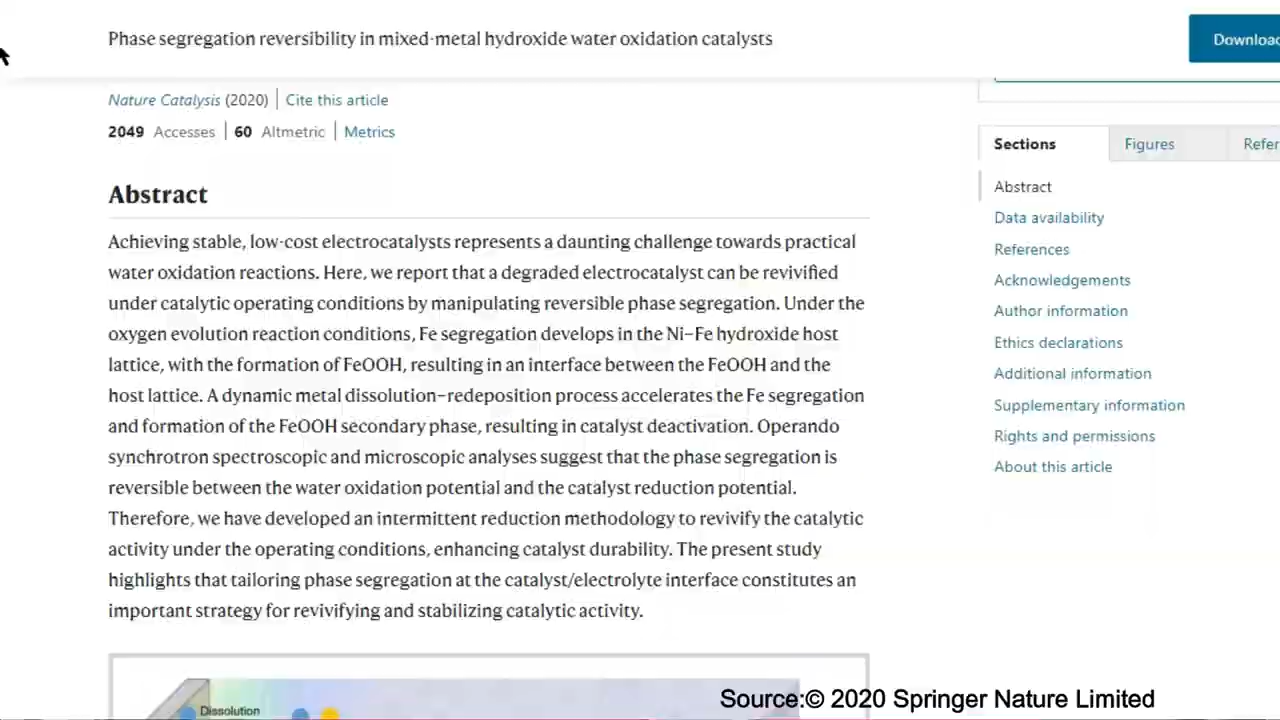 Phase segregation reversibility in mixed-metal hydroxide water oxidation catalysts
Nature Catalysis (2020) | Cite this article
2049 Accesses | 60 Altmetric | Metrics
Abstract
Achieving stable, low-cost electrocatalysts represents a daunting challenge towards practical
water oxidation reactions. Here, we report that a degraded electrocatalyst can be revivified
under catalytic operating conditions by manipulating reversible phase segregation. Under the
oxygen evolution reaction conditions, Fe segregation develops in the Ni–Fe hydroxide host
lattice, with the formation of FeOOH, resulting in an interface between the FeOOH and the
host lattice. A dynamic metal dissolution–redeposition process accelerates the Fe segregation
and formation of the FeOOH secondary phase, resulting in catalyst deactivation. Operando
synchrotron spectroscopic and microscopic analyses suggest that the phase segregation is
reversible between the water oxidation potential and the catalyst reduction potential.
Therefore, we have developed an intermittent reduction methodology to revivify the catalytic
activity under the operating conditions, enhancing catalyst durability. The present study
highlights that tailoring phase segregation at the catalyst/electrolyte interface constitutes an
important strategy for revivifying and stabilizing catalytic activity.
Dissolution
Downloa
Sections
Figures
Refer
Abstract
Data availability
References
Acknowledgements
Author information
Ethics declarations
Additional information
Supplementary information
Rights and permissions
About this article
Source:© 2020 Springer Nature Limited